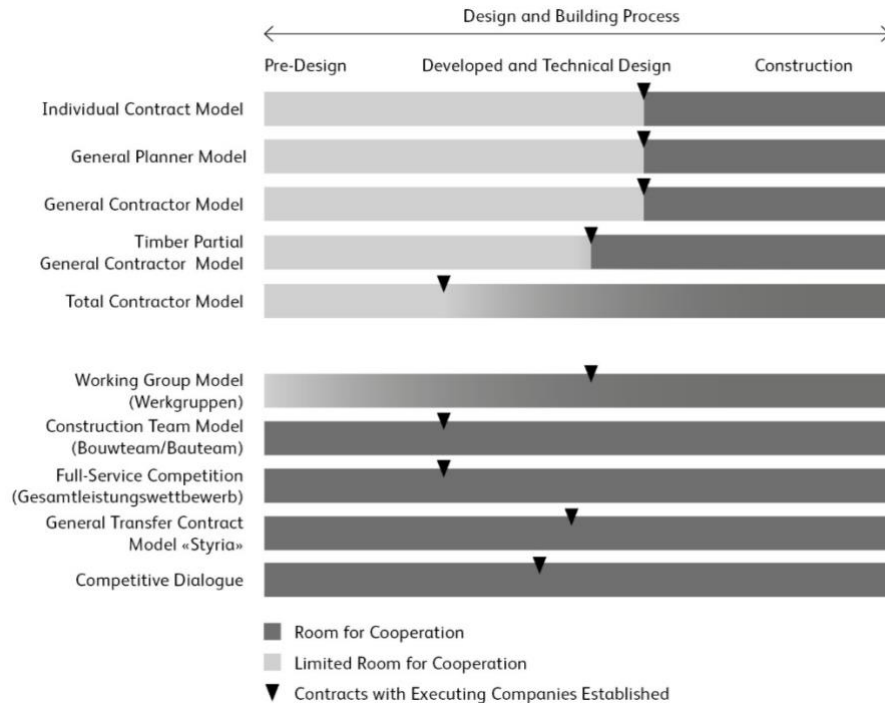 Design and Building Process
Pre-Design
Developed and Technical Design
Construction
Individual Contract Model
General Planner Model
General Contractor Model
Timber Partial
General Contractor Model
Total Contractor Model
Working Group Model
(Werkgruppen)
Construction Team Model
(Bouwteam/Bauteam)
Full-Service Competition
(Gesamtleistungswettbewerb)
General Transfer Contract
Model «Styria»
Competitive Dialogue
Room for Cooperation
Limited Room for Cooperation
Contracts with Executing Companies Established